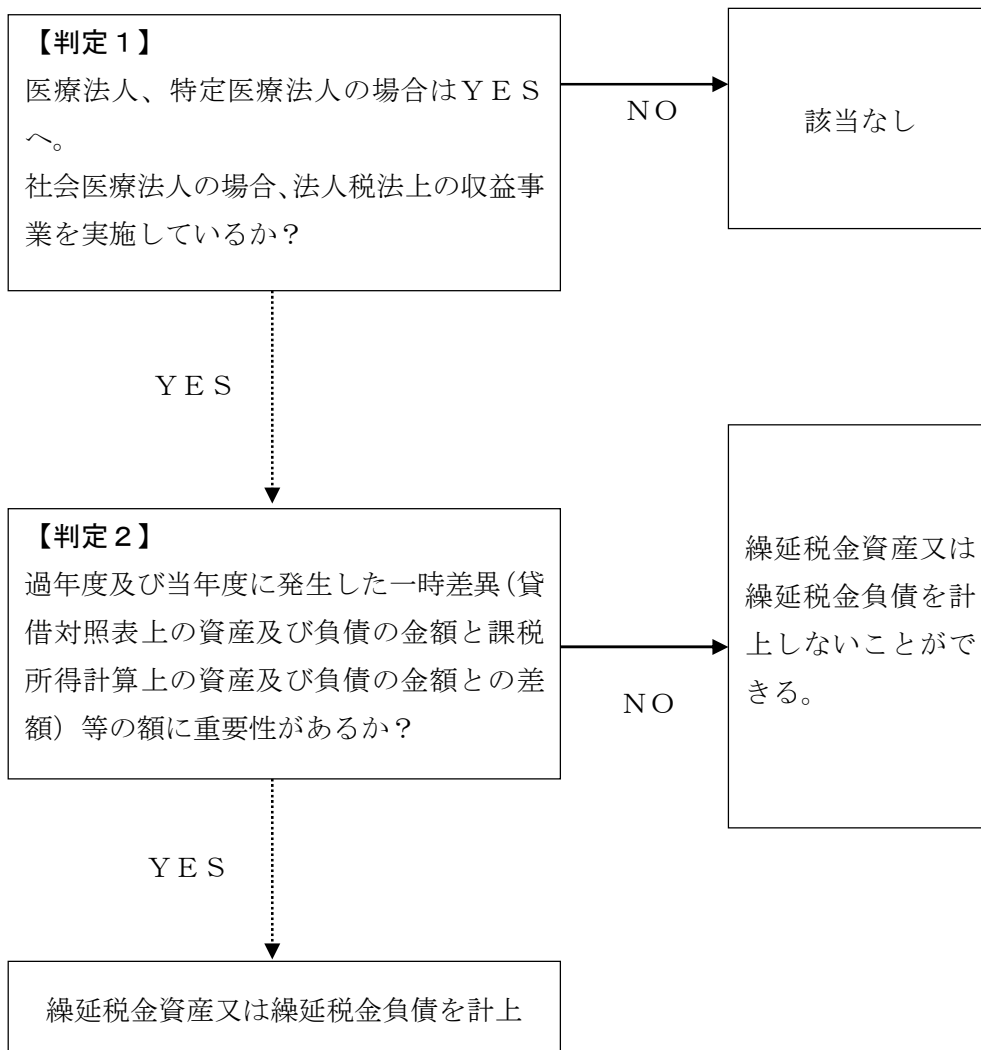 【判定１】
医療法人、特定医療法人の場合はＹＥＳ
へ。
社会医療法人の場合、法人税法上の収益事
業を実施しているか？
ＮＯ
該当なし
ＹＥＳ
【判定２】
過年度及び当年度に発生した一時差異（貸
借対照表上の資産及び負債の金額と課税
所得計算上の資産及び負債の金額との差
額）等の額に重要性があるか？
ＮＯ
繰延税金資産又は
繰延税金負債を計
上しないことがで
きる。
ＹＥＳ
繰延税金資産又は繰延税金負債を計上